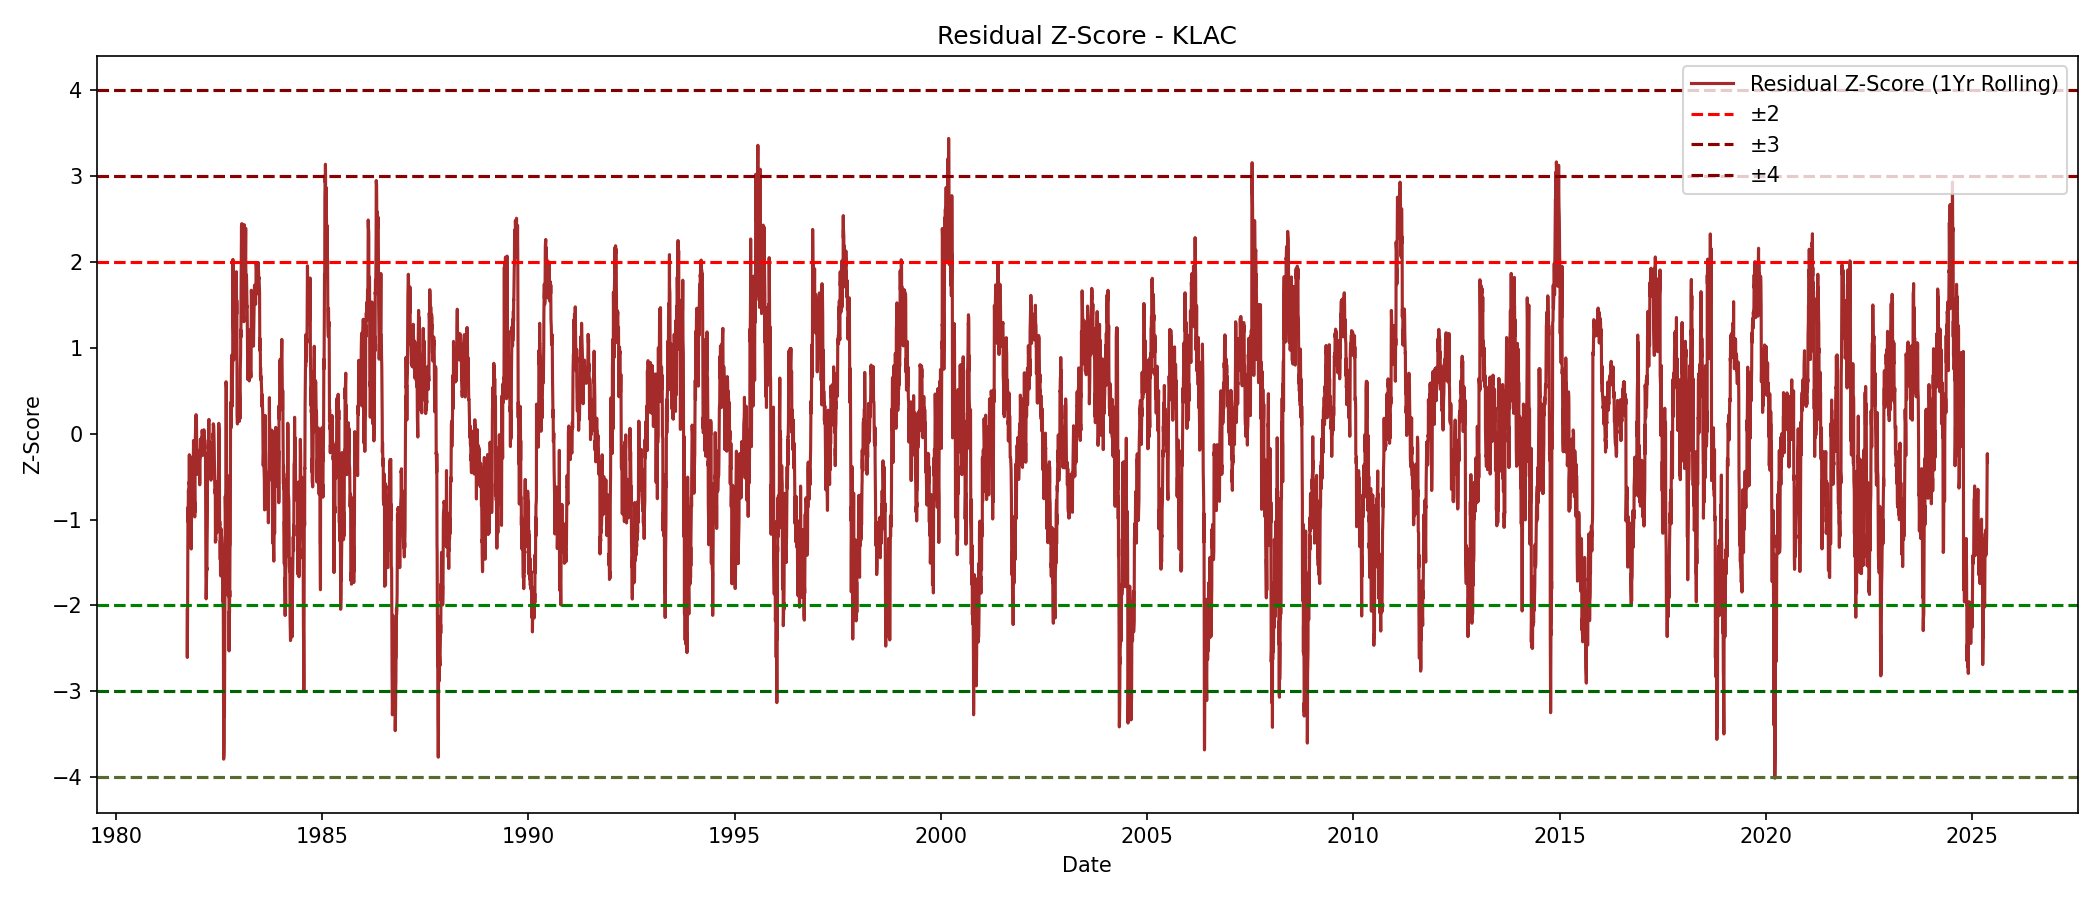 Residual Z-Score - KLAC
Residual Z-Score (1Yr Rolling)
±2
±3
±4
Z-Score
4
3
2
1
0
−1
−2
−3
−4
1980 1985 1990 1995 2000 2005 2010 2015 2020 2025
Date